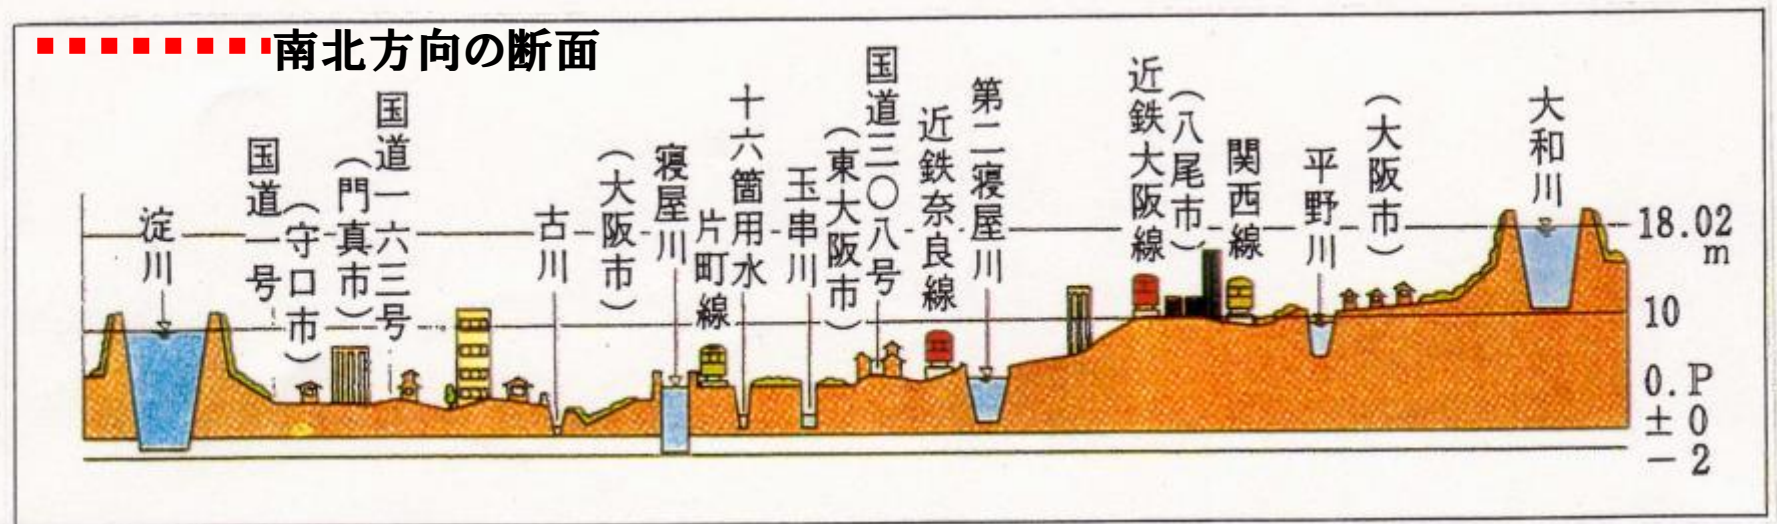 南北方向の断面
淀川
国道一号
（守口市）
（門真市）
国道一六三号
古川
（大阪市）
寝屋川
片町線
十六箇用水
玉串川
（東大阪市）
国道三〇八号
近鉄奈良線
第二寝屋川
近鉄大阪線
（八尾市）
関西線
平野川
（大阪市）
大和川
18.02
m
10
O.P
±0
−2